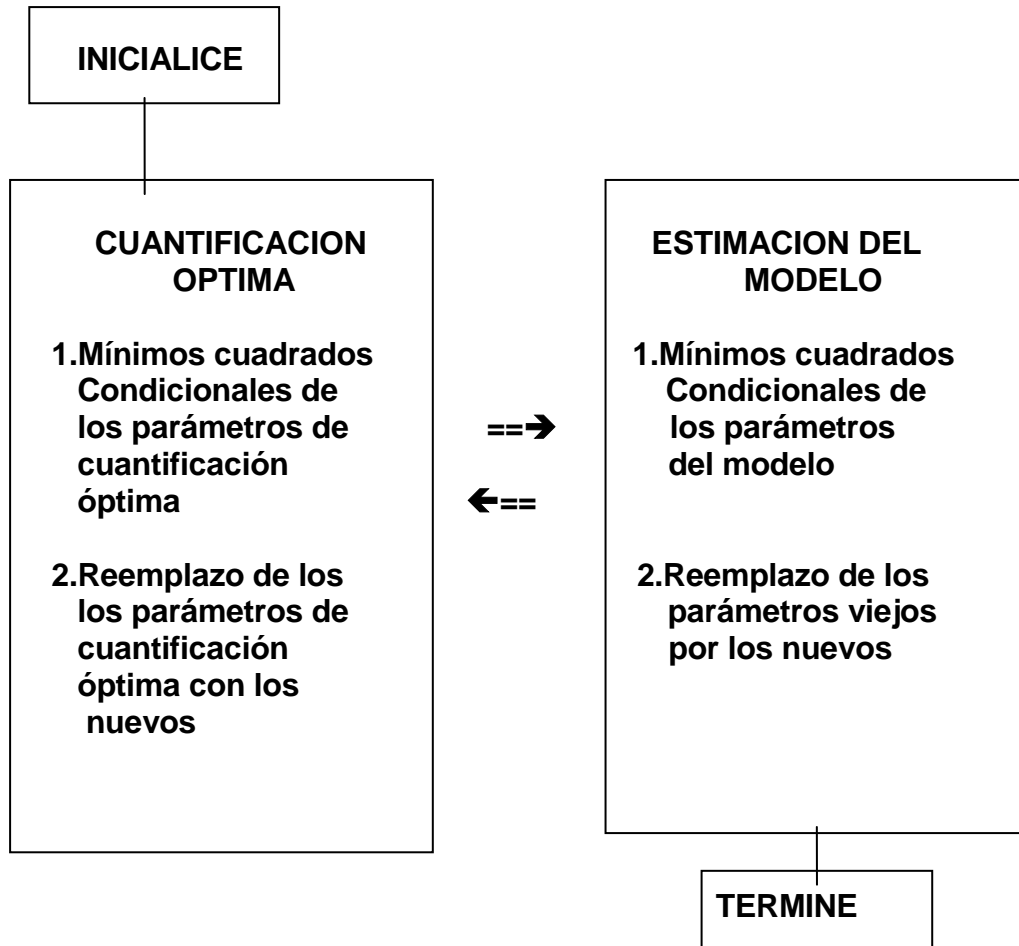 INICIALICE
CUANTIFICACION
OPTIMA
1.Mínimos cuadrados
Condicionales de
los parámetros de
cuantificación
óptima
2.Reemplazo de los
los parámetros de
cuantificación
óptima con los
nuevos
==➔
🡸==
ESTIMACION DEL
MODELO
1.Mínimos cuadrados
Condicionales de
los parámetros
del modelo
2.Reemplazo de los
parámetros viejos
por los nuevos
TERMINE